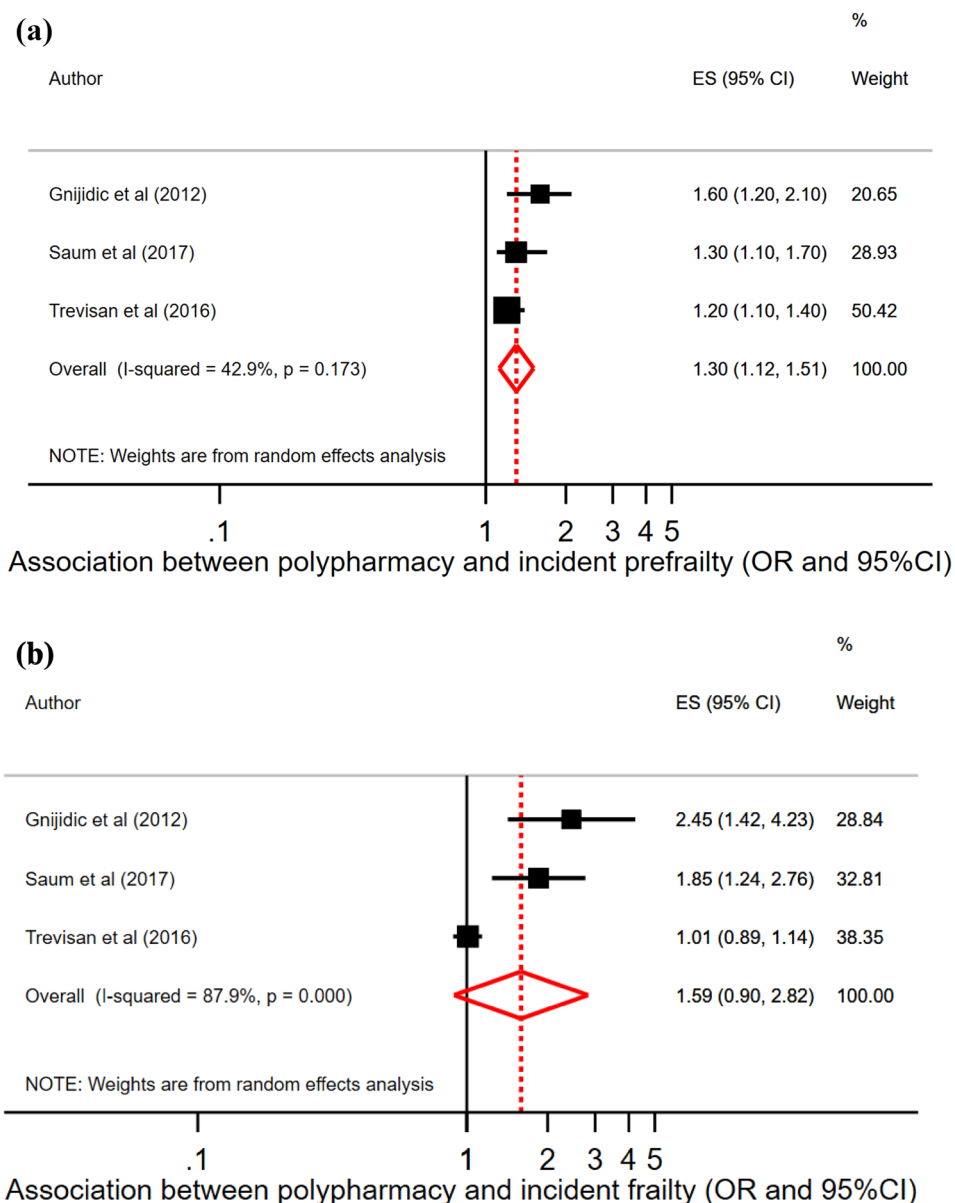 (a)
%
Author ES (95% CI) Weight
Gnijidic et al (2012) 1.60 (1.20, 2.10) 20.65
Saum et al (2017) 1.30 (1.10, 1.70) 28.93
Trevisan et al (2016) 1.20 (1.10, 1.40) 50.42
Overall (I-squared = 42.9%, p = 0.173) 1.30 (1.12, 1.51) 100.00
NOTE: Weights are from random effects analysis
.1 1 2 3 4 5
Association between polypharmacy and incident prefrailty (OR and 95%CI)
(b)
%
Author ES (95% CI) Weight
Gnijidic et al (2012) 2.45 (1.42, 4.23) 28.84
Saum et al (2017) 1.85 (1.24, 2.76) 32.81
Trevisan et al (2016) 1.01 (0.89, 1.14) 38.35
Overall (I-squared = 87.9%, p = 0.000) 1.59 (0.90, 2.82) 100.00
NOTE: Weights are from random effects analysis
.1 1 2 3 4 5
Association between polypharmacy and incident frailty (OR and 95%CI)